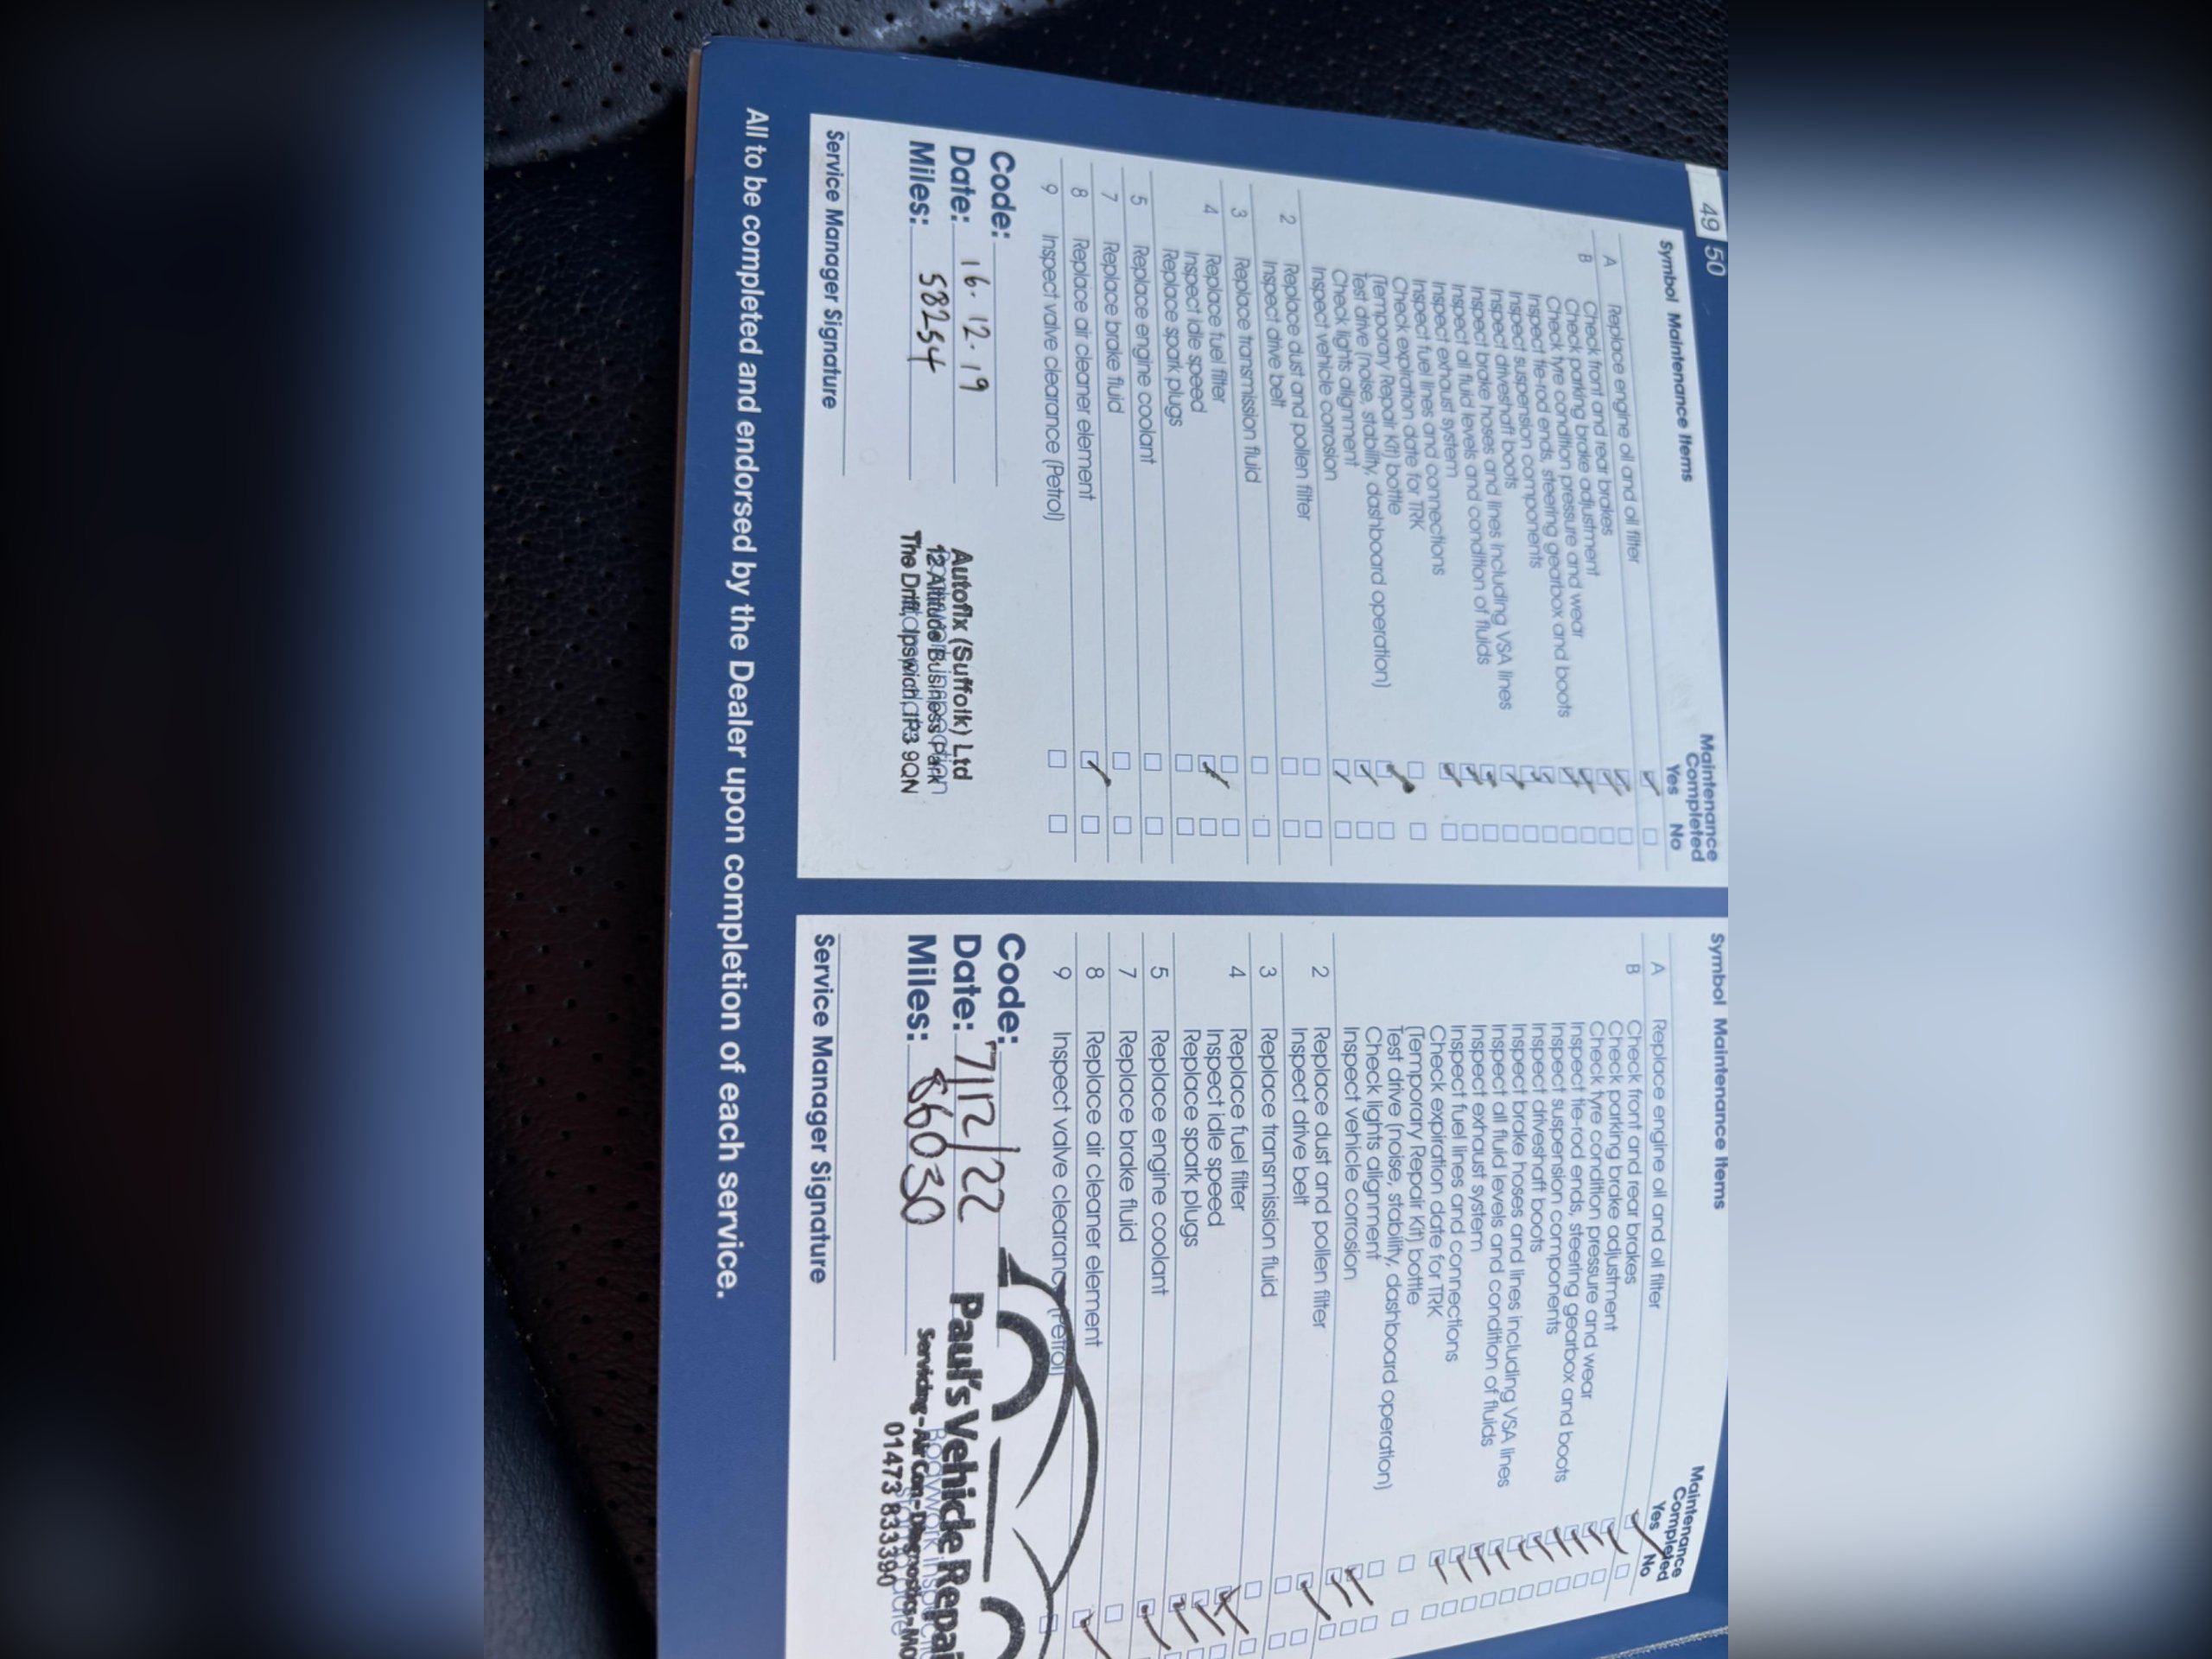 49 50
Symbol Maintenance Items
Maintenance
Completed
Yes No
A Replace engine oil and oil filter
B Check front and rear brakes
Check parking brake adjustment
Check tyre condition pressure and wear
Inspect tie-rod ends, steering gearbox and boots
Inspect suspension components
Inspect driveshaft boots
Inspect brake hoses and lines including VSA lines
Inspect all fluid levels and condition of fluids
Inspect exhaust system
Inspect fuel lines and connections
Check expiration date for TRK
(Temporary Repair Kit) bottle
Test drive (noise, stability, dashboard operation)
Check lights alignment
Inspect vehicle corrosion
2 Replace dust and pollen filter
Inspect drive belt
3 Replace transmission fluid
4 Replace fuel filter
Inspect idle speed
Replace spark plugs
5 Replace engine coolant
7 Replace brake fluid
8 Replace air cleaner element
9 Inspect valve clearance (Petrol)
Code:
Date: 16.12.19
Miles: 58254
Autofix (Suffolk) Ltd
12 Altitude Business Park
The Drift, Ipswich, IP3 9QN
Service Manager Signature
Symbol Maintenance Items
Maintenance
Completed
Yes No
A Replace engine oil and oil filter
B Check front and rear brakes
Check parking brake adjustment
Check tyre condition pressure and wear
Inspect tie-rod ends, steering gearbox and boots
Inspect suspension components
Inspect driveshaft boots
Inspect brake hoses and lines including VSA lines
Inspect all fluid levels and condition of fluids
Inspect exhaust system
Inspect fuel lines and connections
Check expiration date for TRK
(Temporary Repair Kit) bottle
Test drive (noise, stability, dashboard operation)
Check lights alignment
Inspect vehicle corrosion
2 Replace dust and pollen filter
Inspect drive belt
3 Replace transmission fluid
4 Replace fuel filter
Inspect idle speed
Replace spark plugs
5 Replace engine coolant
7 Replace brake fluid
8 Replace air cleaner element
9 Inspect valve clearance (Petrol)
Code:
Date: 7/12/22
Miles: 86030
Paul's Vehicle Repai
Servicing - Air Con - Diagnostics - MO
01473 833390
Service Manager Signature
All to be completed and endorsed by the Dealer upon completion of each service.